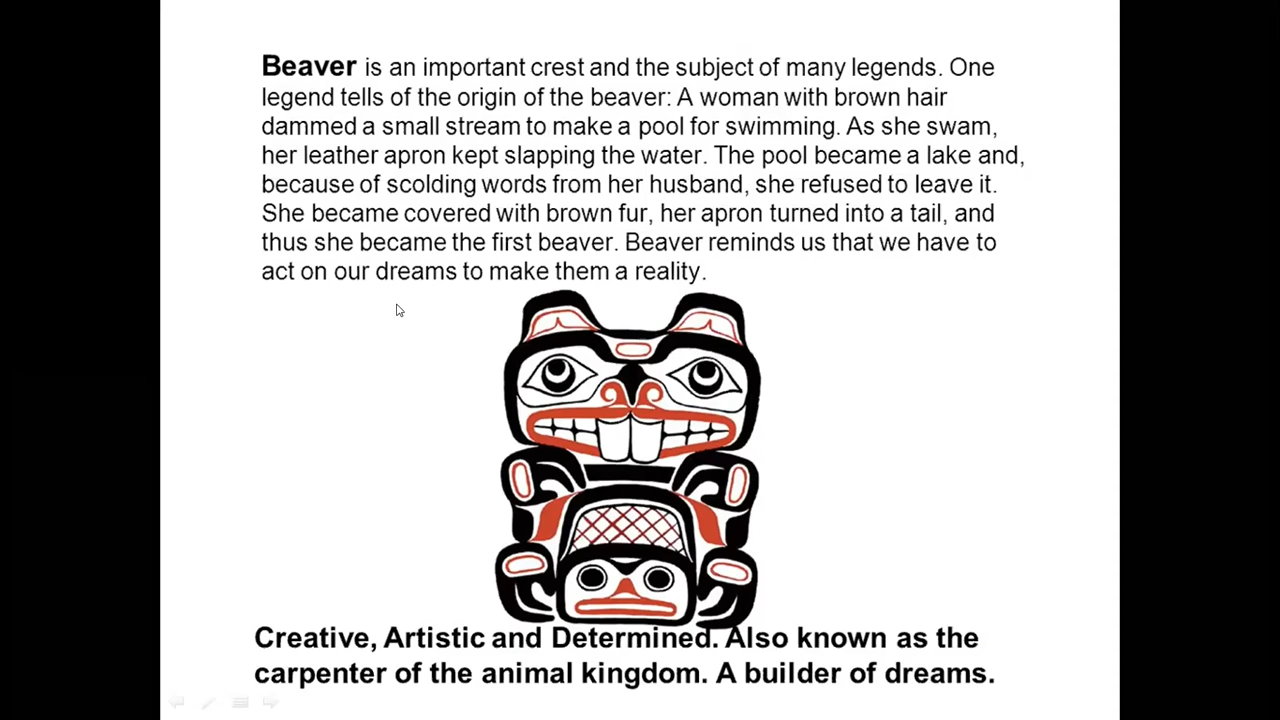 Beaver is an important crest and the subject of many legends. One
legend tells of the origin of the beaver: A woman with brown hair
dammed a small stream to make a pool for swimming. As she swam,
her leather apron kept slapping the water. The pool became a lake and,
because of scolding words from her husband, she refused to leave it.
She became covered with brown fur, her apron turned into a tail, and
thus she became the first beaver. Beaver reminds us that we have to
act on our dreams to make them a reality.
Creative, Artistic and Determined. Also known as the
carpenter of the animal kingdom. A builder of dreams.